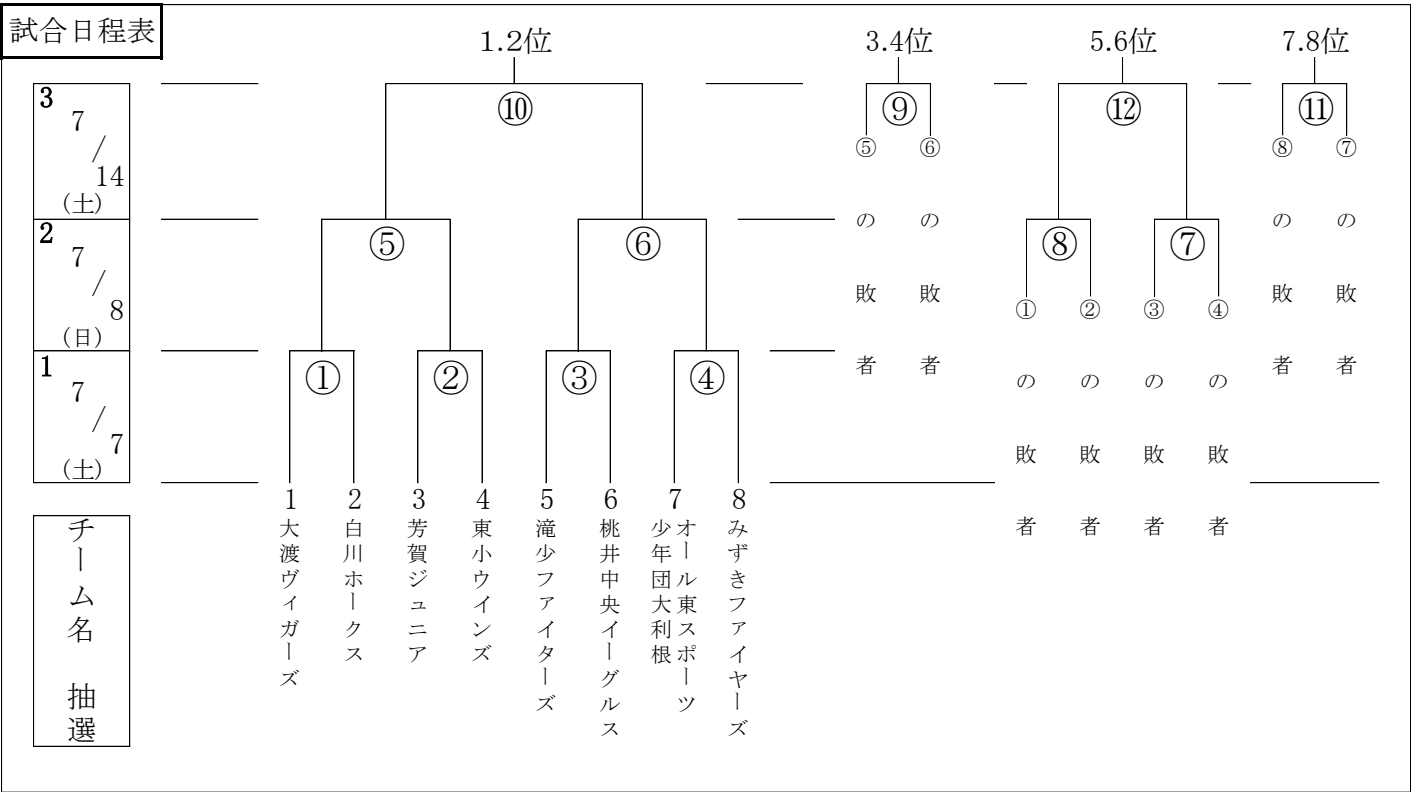 試合日程表
1.2位
3.4位
5.6位
7.8位
3
7
/
14
(土)
⑩
⑨
⑫
⑪
⑤の敗者
⑥の敗者
⑧の敗者
⑦の敗者
2
7
/
8
(日)
⑤
⑥
⑧
⑦
①の敗者
②の敗者
③の敗者
④の敗者
1
7
/
7
(土)
①
②
③
④
1
2
3
4
5
6
7
8
大渡ヴィガーズ
白川ホークス
芳賀ジュニア
東小ウインズ
滝少ファイターズ
桃井中央イーグルス
オール東スポーツ
少年団大利根
みずきファイヤーズ
チーム名 抽選